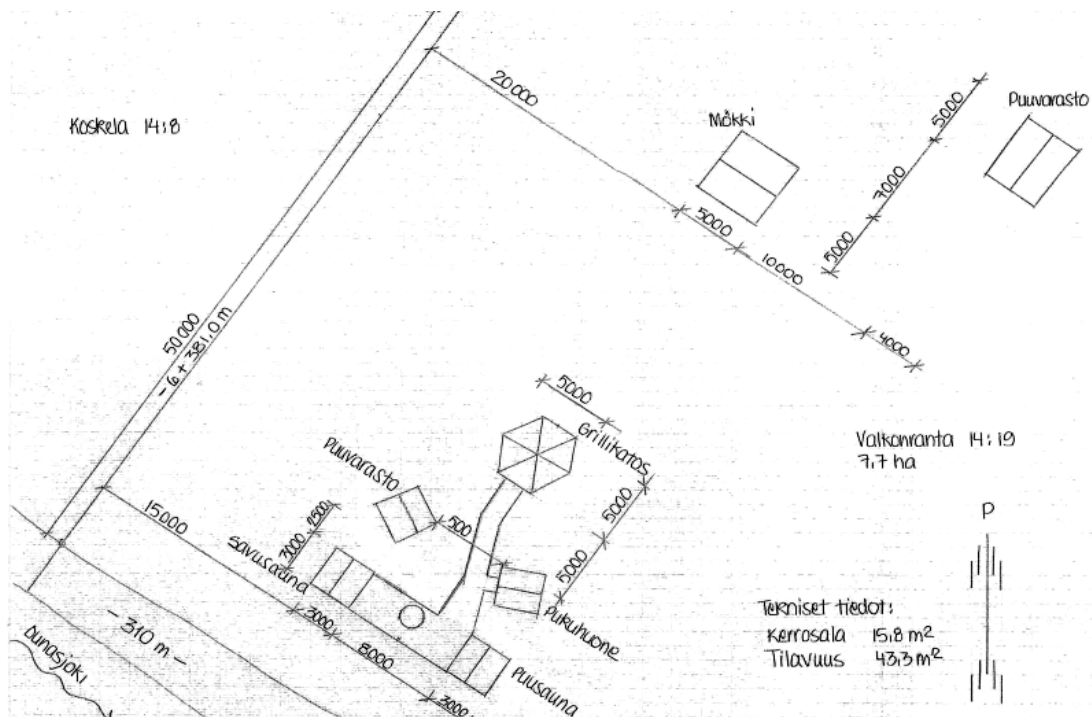 20000
Koskela 14:8
Mökki
5000
Puuvarasto
7000
5000
5000
10000
4000
50000
-6+381,0 m
5000
Grillikatos
Puuvarasto
Valkonranta 14:19
7,7 ha
15000
3000
2500
500
5000
5000
P
Savusauna
3000
8000
Pukuhuone
Tekniset tiedot:
Kerrosala 15,8 m²
Tilavuus 43,3 m²
-310 m-
Ounasjoki
Puusauna
3000